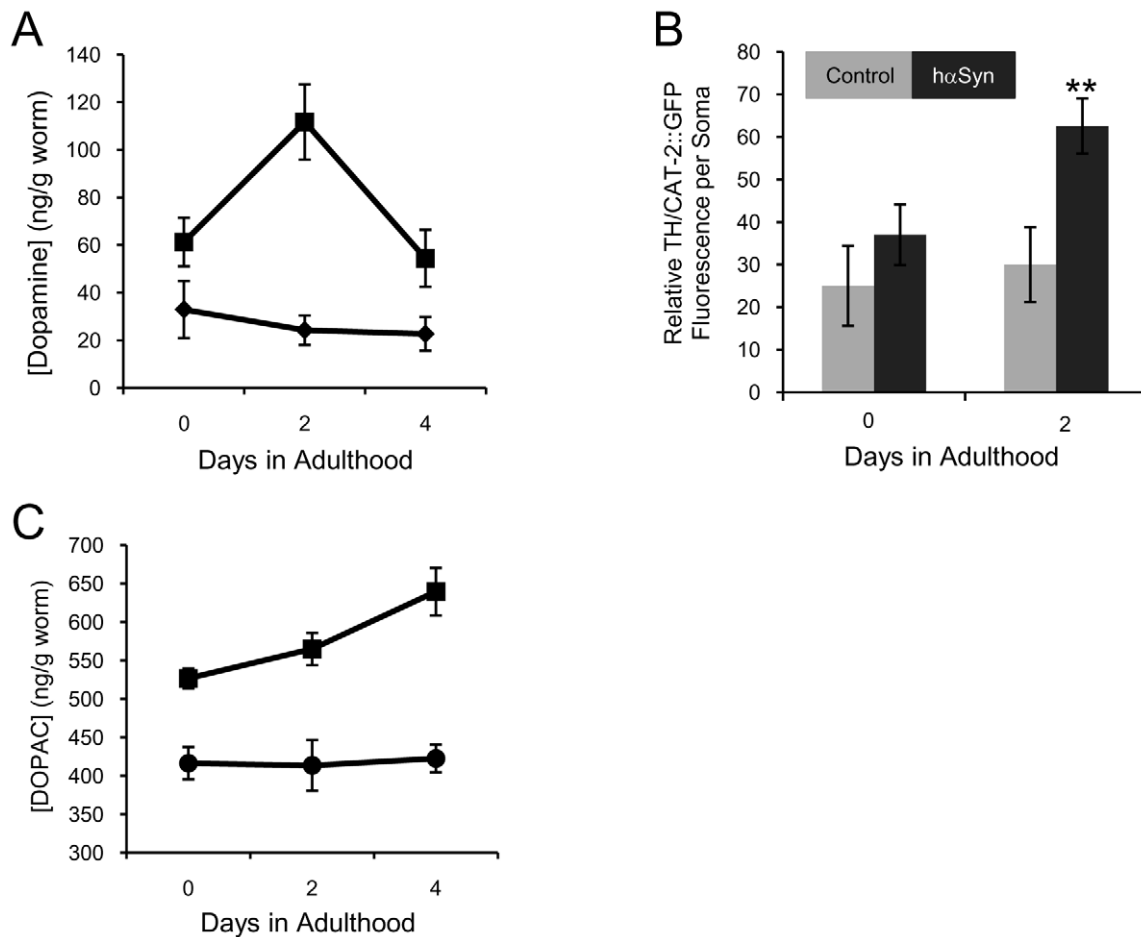 A
[Dopamine] (ng/g worm)
140
120
100
80
60
40
20
0
0 2 4
Days in Adulthood
B
Relative TH/CAT-2::GFP
Fluorescence per Soma
80
70
60
50
40
30
20
10
0
Control hαSyn
**
0 2
Days in Adulthood
C
[DOPAC] (ng/g worm)
700
650
600
550
500
450
400
350
300
0 2 4
Days in Adulthood